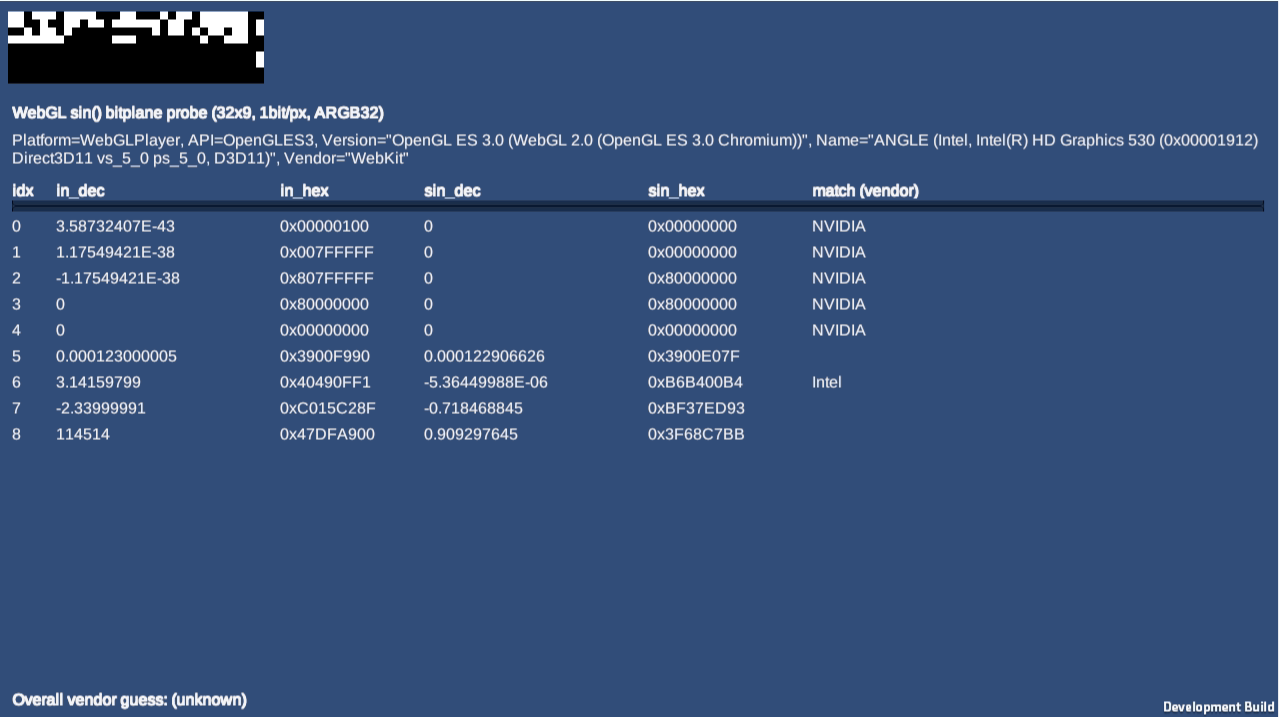 WebGL sin() bitplane probe (32x9, 1bit/px, ARGB32)
Platform=WebGLPlayer, API=OpenGLES3, Version="OpenGL ES 3.0 (WebGL 2.0 (OpenGL ES 3.0 Chromium))", Name="ANGLE (Intel, Intel(R) HD Graphics 530 (0x00001912)
Direct3D11 vs_5_0 ps_5_0, D3D11)", Vendor="WebKit"
idx in_dec in_hex sin_dec sin_hex match (vendor)
0 3.58732407E-43 0x00000100 0 0x00000000 NVIDIA
1 1.17549421E-38 0x007FFFFF 0 0x00000000 NVIDIA
2 -1.17549421E-38 0x807FFFFF 0 0x80000000 NVIDIA
3 0 0x80000000 0 0x80000000 NVIDIA
4 0 0x00000000 0 0x00000000 NVIDIA
5 0.000123000005 0x3900F990 0.000122906626 0x3900E07F
6 3.14159799 0x40490FF1 -5.36449988E-06 0xB6B400B4 Intel
7 -2.33999991 0xC015C28F -0.718468845 0xBF37ED93
8 114514 0x47DFA900 0.909297645 0x3F68C7BB
Overall vendor guess: (unknown)
Development Build